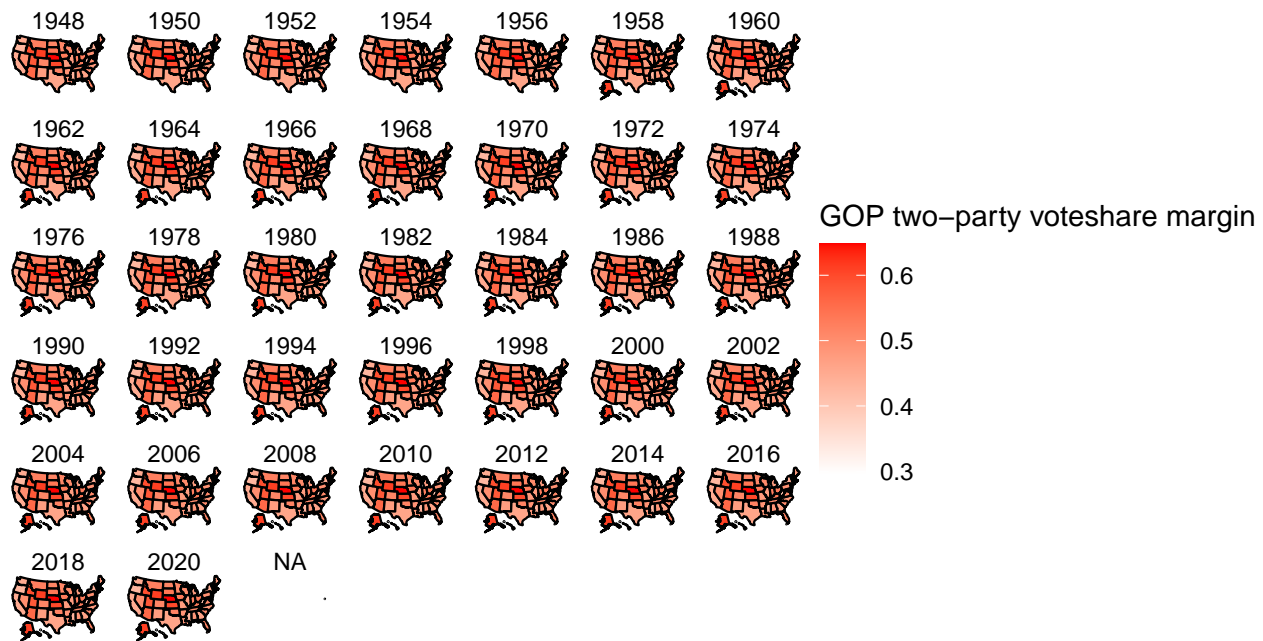 1948 1950 1952 1954 1956 1958 1960
1962 1964 1966 1968 1970 1972 1974
1976 1978 1980 1982 1984 1986 1988
1990 1992 1994 1996 1998 2000 2002
2004 2006 2008 2010 2012 2014 2016
2018 2020 NA
GOP two−party voteshare margin
0.6
0.5
0.4
0.3